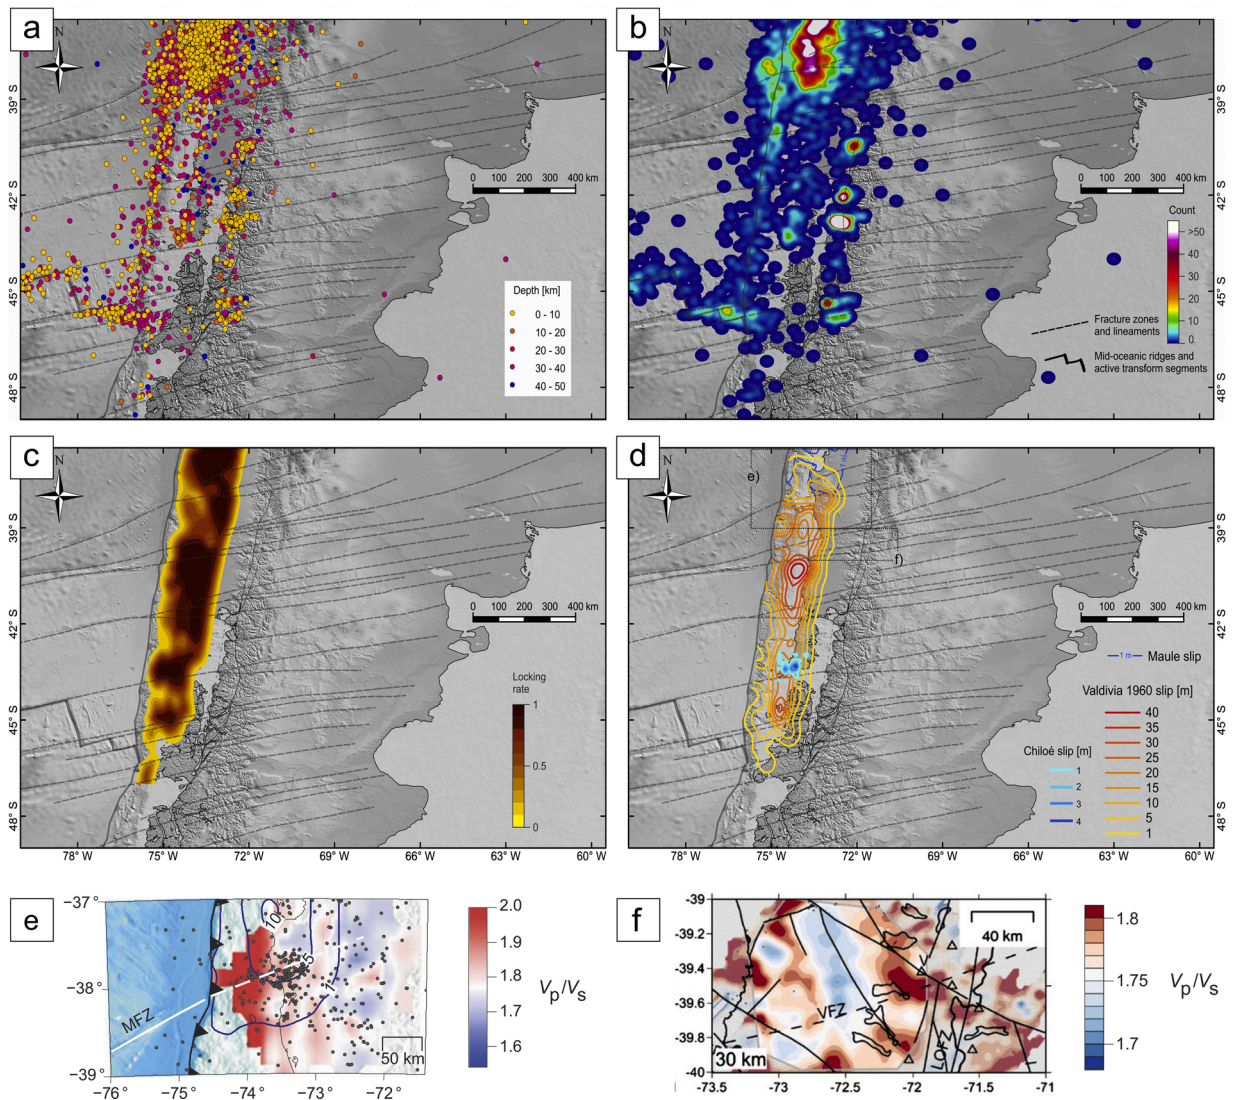 a
N
39° S
42° S
45° S
48° S
0 100 200 300 400 km
Depth [km]
0 - 10
10 - 20
20 - 30
30 - 40
40 - 50
b
N
39° S
42° S
45° S
48° S
0 100 200 300 400 km
Count
>50
40
30
20
10
0
Fracture zones
and lineaments
Mid-oceanic ridges and
active transform segments
c
N
39° S
42° S
45° S
48° S
0 100 200 300 400 km
Locking
rate
1
0.5
0
78° W 75° W 72° W 69° W 66° W 63° W 60° W
d
N
e)
f)
1 m
39° S
42° S
45° S
48° S
0 100 200 300 400 km
1 m Maule slip
Valdivia 1960 slip [m]
40
35
30
25
20
15
10
5
1
Chiloé slip [m]
1
2
3
4
78° W 75° W 72° W 69° W 66° W 63° W 60° W
e
−37°
−38°
−39°
10
5
1
MFZ
50 km
−76 −75 −74 −73 −72
2.0
1.9
1.8
1.7
1.6
Vp/Vs
f
-39
-39.2
-39.4
-39.6
-39.8
-40
40 km
VFZ
LOFZ
30 km
-73.5 -73 -72.5 -72 -71.5 -71
1.8
1.75
1.7
Vp/Vs